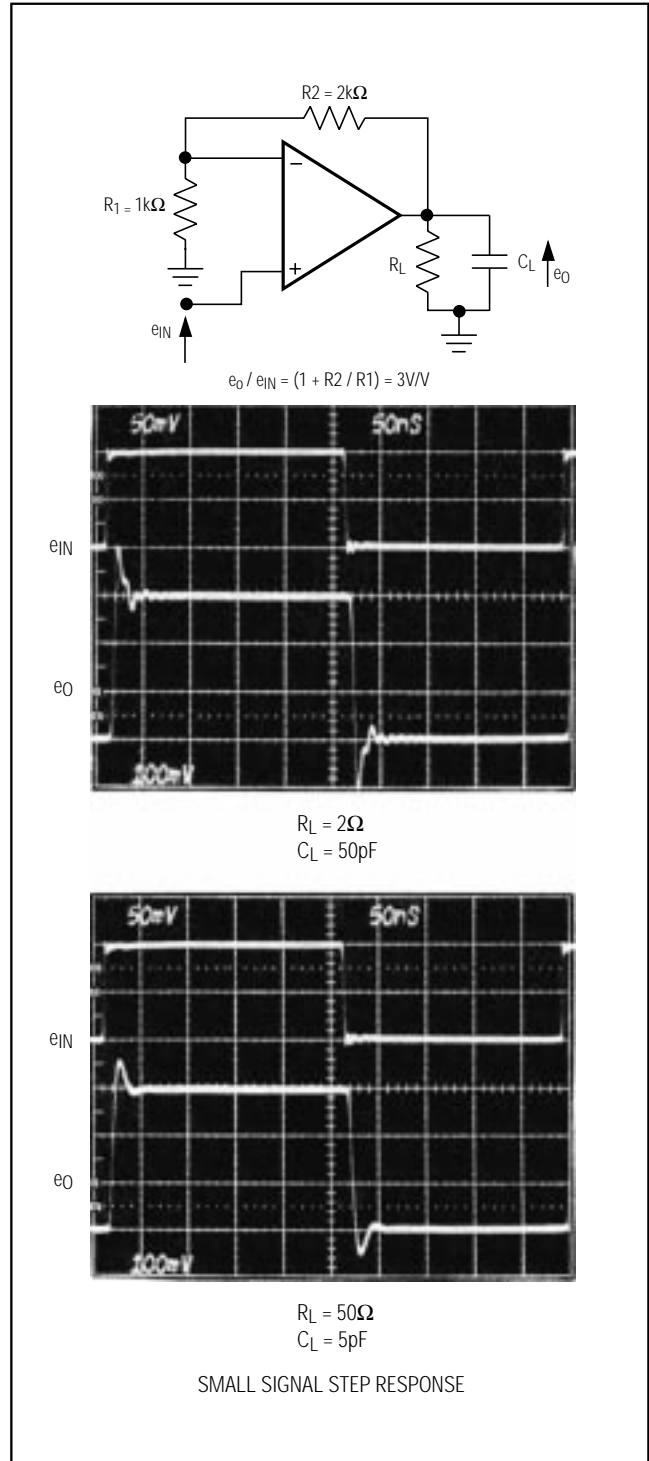 R2 = 2kΩ
R1 = 1kΩ
−
+
RL
CL
eO
eIN
eo / eIN = (1 + R2 / R1) = 3V/V
50mV 50nS
eIN
eO
100mV
RL = 2Ω
CL = 50pF
50mV 50nS
eIN
eO
100mV
RL = 50Ω
CL = 5pF
SMALL SIGNAL STEP RESPONSE